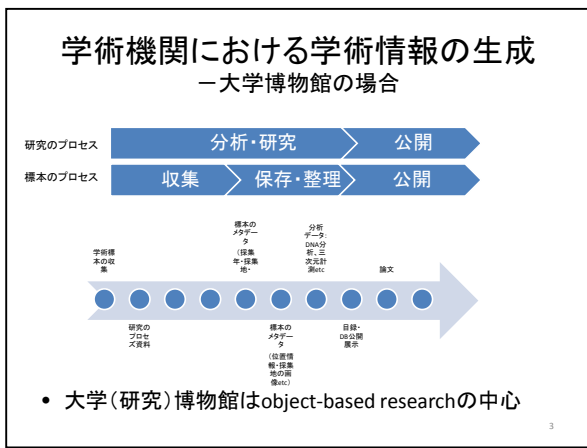 学術機関における学術情報の生成
－大学博物館の場合
研究のプロセス
分析・研究
公開
標本のプロセス
収集
保存・整理
公開
学術標
本の収
集
研究の
プロセ
ズ資料
標本の
メタデー
タ
（採集
年・採集
地・
標本の
メタデー
タ
（位置情
報・採集
地の画
像etc）
分析
データ：
DNA分
析、三
次元計
測etc
目録・
DB公開
展示
論文
• 大学（研究）博物館はobject-based researchの中心
3